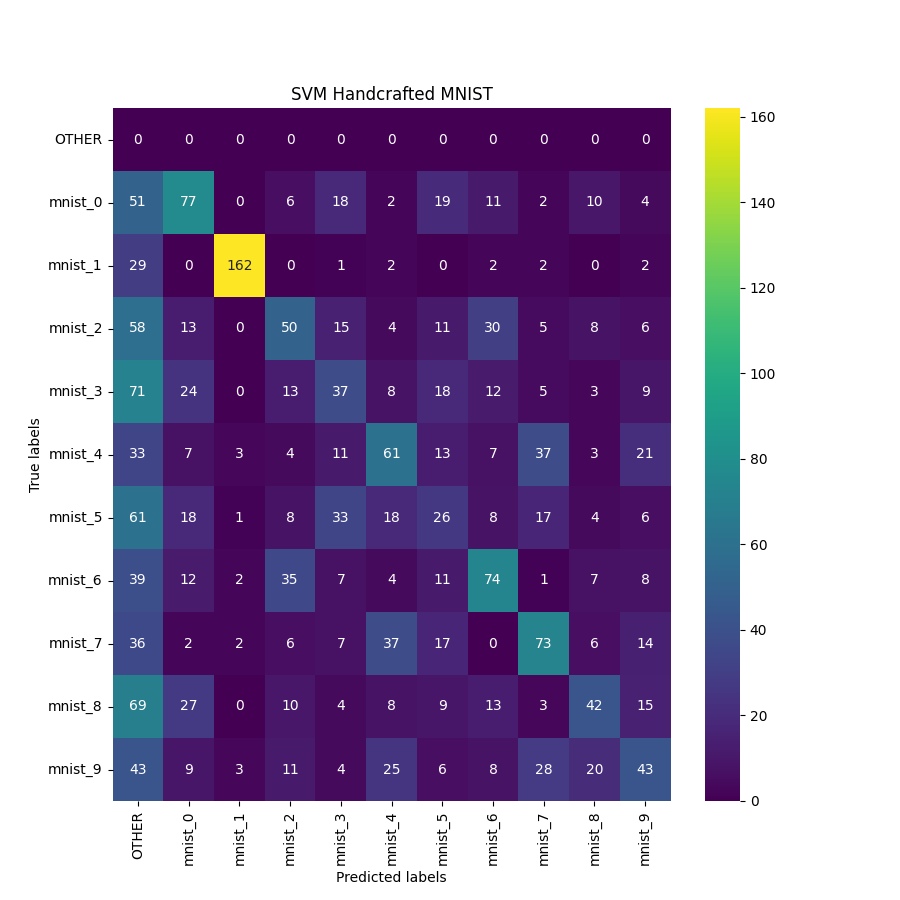 SVM Handcrafted MNIST
OTHER 0 0 0 0 0 0 0 0 0 0 0
mnist_0 51 77 0 6 18 2 19 11 2 10 4
mnist_1 29 0 162 0 1 2 0 2 2 0 2
mnist_2 58 13 0 50 15 4 11 30 5 8 6
mnist_3 71 24 0 13 37 8 18 12 5 3 9
mnist_4 33 7 3 4 11 61 13 7 37 3 21
mnist_5 61 18 1 8 33 18 26 8 17 4 6
mnist_6 39 12 2 35 7 4 11 74 1 7 8
mnist_7 36 2 2 6 7 37 17 0 73 6 14
mnist_8 69 27 0 10 4 8 9 13 3 42 15
mnist_9 43 9 3 11 4 25 6 8 28 20 43
OTHER mnist_0 mnist_1 mnist_2 mnist_3 mnist_4 mnist_5 mnist_6 mnist_7 mnist_8 mnist_9
Predicted labels
True labels
160
140
120
100
80
60
40
20
0